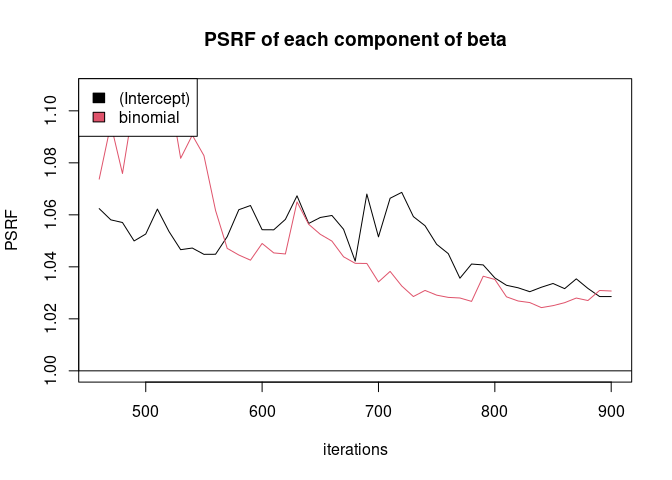 PSRF of each component of beta
(Intercept)
binomial
PSRF
1.10
1.08
1.06
1.04
1.02
1.00
500 600 700 800 900
iterations